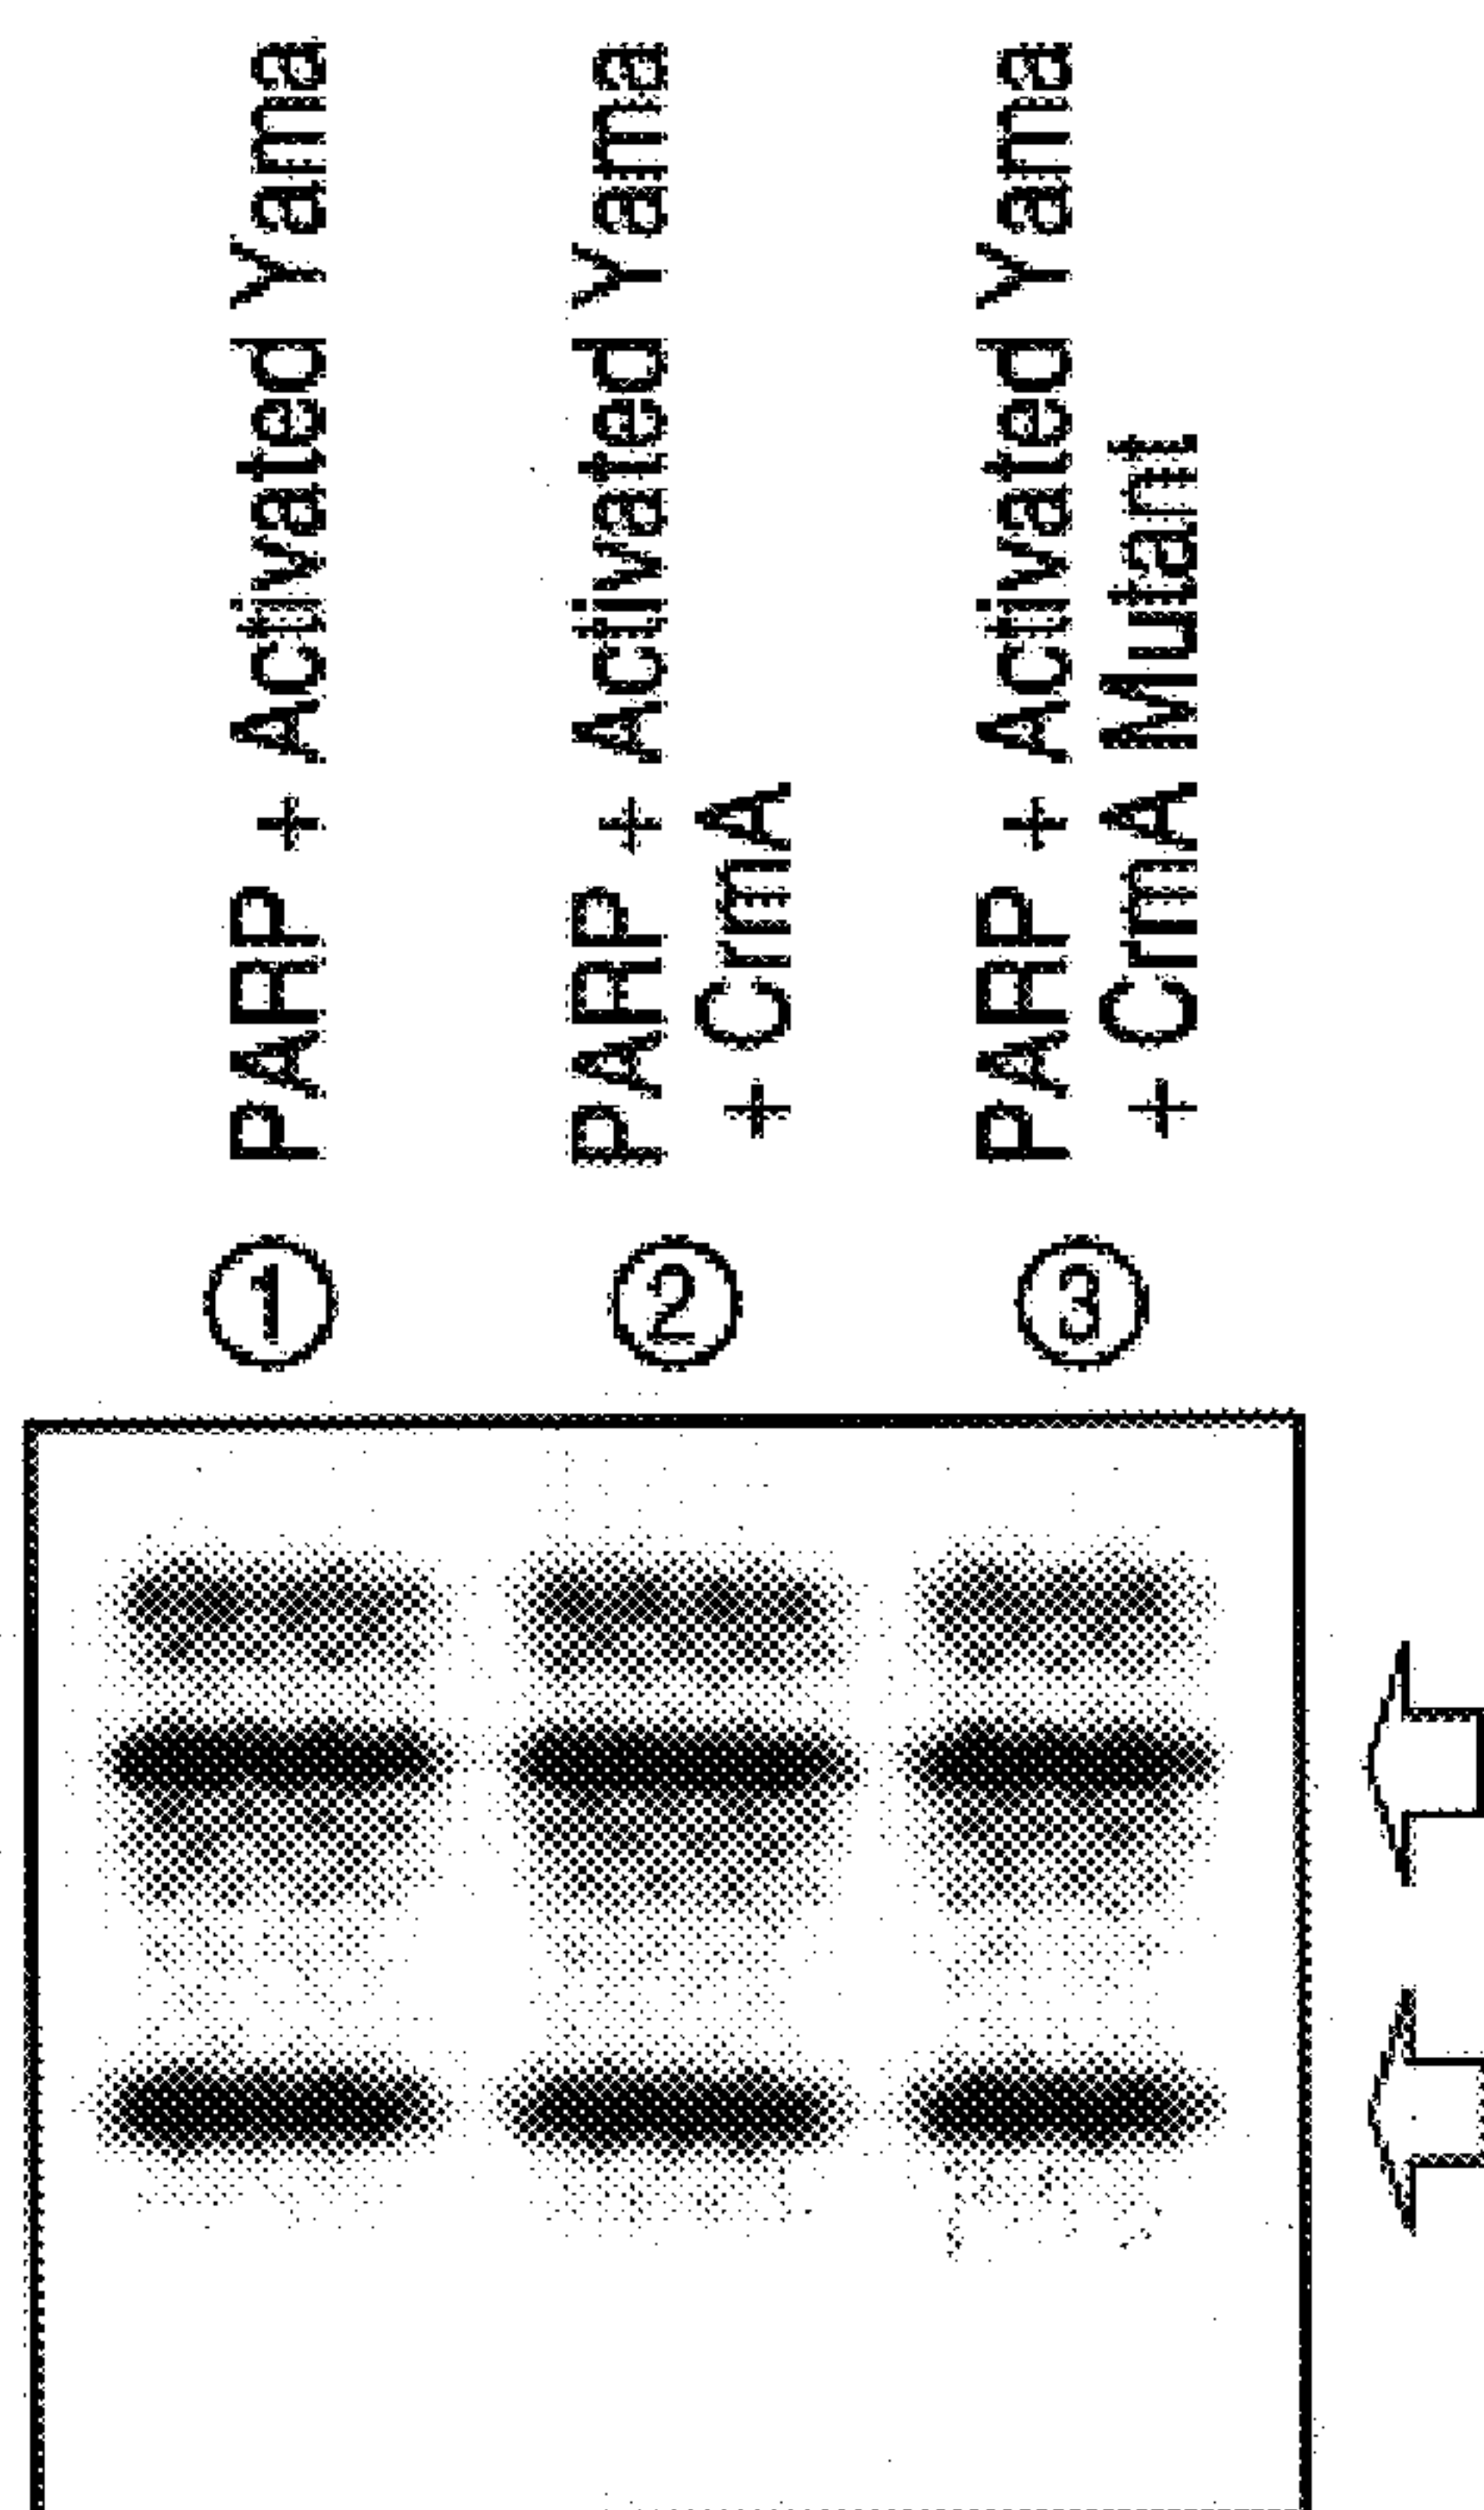 PARP + Activated Yama
PARP + Activated Yama
+ CrmA
PARP + Activated Yama
+ CrmA Mutant
1
2
3